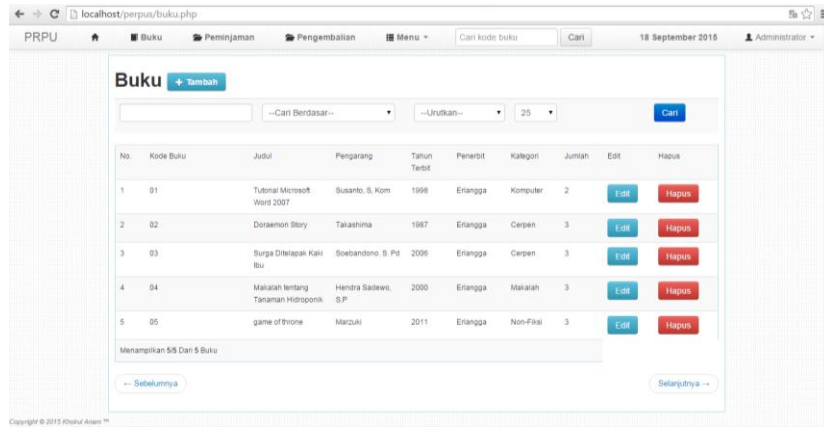 localhost/perpus/buku.php
PRPU Buku Peminjaman Pengembalian Menu Cari kode buku Cari 18 September 2015 Administrator
Buku + Tambah
--Cari Berdasar-- --Urutkan-- 25 Cari
No. Kode Buku Judul Pengarang Tahun Terbit Penerbit Kategori Jumlah Edit Hapus
1 01 Tutorial Microsoft Word 2007 Susanto, S, Kom 1998 Erlangga Komputer 2 Edit Hapus
2 02 Doraemon Story Takashima 1987 Erlangga Cerpen 3 Edit Hapus
3 03 Surga Ditelapak Kaki Ibu Soebandono, S. Pd 2006 Erlangga Cerpen 3 Edit Hapus
4 04 Makalah tentang Tanaman Hidroponik Hendra Sadewo, S.P 2000 Erlangga Makalah 3 Edit Hapus
5 05 game of throne Marzuki 2011 Erlangga Non-Fiksi 3 Edit Hapus
Menampilkan 5/5 Dari 5 Buku
← Sebelumnya Selanjutnya →
Copyright © 2015 Khoirul Anam ™